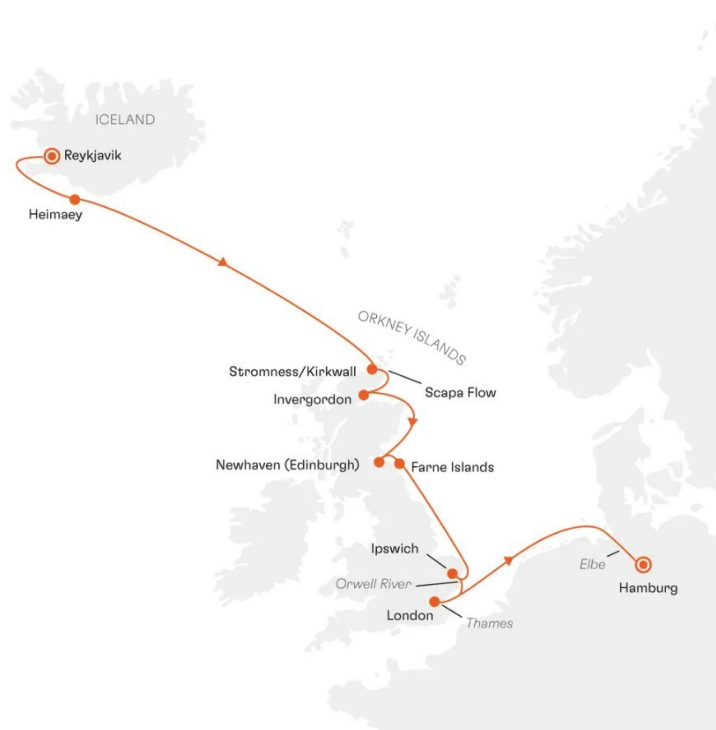 ICELAND
Reykjavik
Heimaey
ORKNEY ISLANDS
Stromness/Kirkwall
Scapa Flow
Invergordon
Newhaven (Edinburgh)
Farne Islands
Ipswich
Elbe
Orwell River
Hamburg
London
Thames